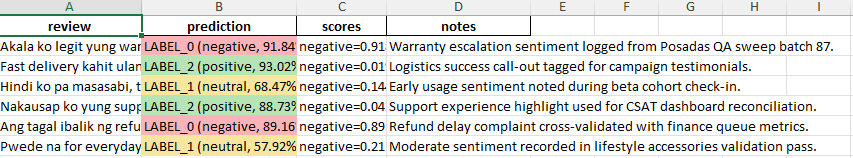 A B C D E F G H I
review prediction scores notes
Akala ko legit yung war LABEL_0 (negative, 91.84% negative=0.91 Warranty escalation sentiment logged from Posadas QA sweep batch 87.
Fast delivery kahit ulan LABEL_2 (positive, 93.02% negative=0.01 Logistics success call-out tagged for campaign testimonials.
Hindi ko pa masasabi, t LABEL_1 (neutral, 68.47% negative=0.14 Early usage sentiment noted during beta cohort check-in.
Nakausap ko yung supp LABEL_2 (positive, 88.73% negative=0.04 Support experience highlight used for CSAT dashboard reconciliation.
Ang tagal ibalik ng refu LABEL_0 (negative, 89.16 negative=0.89 Refund delay complaint cross-validated with finance queue metrics.
Pwede na for everyday LABEL_1 (neutral, 57.92% negative=0.21 Moderate sentiment recorded in lifestyle accessories validation pass.